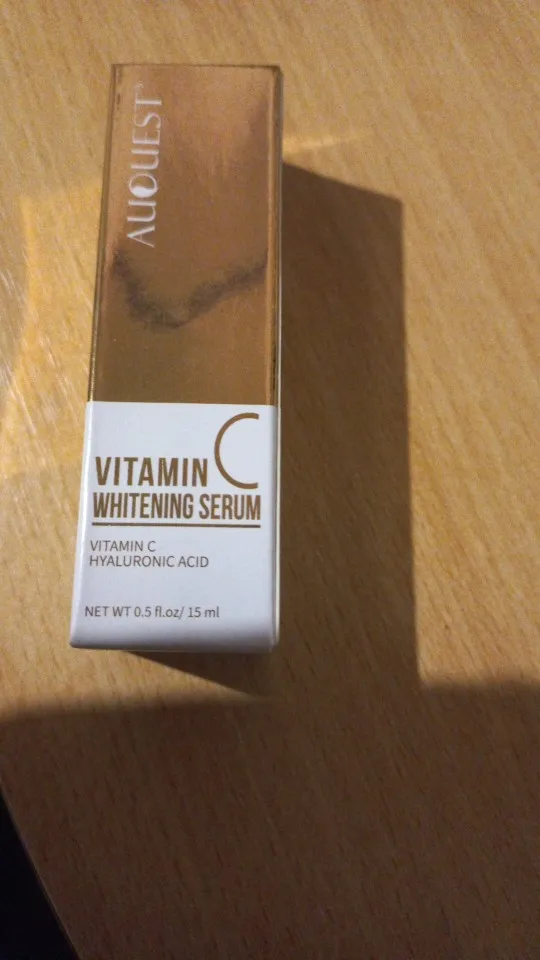 AUQUEST®
VITAMIN C
WHITENING SERUM
VITAMIN C
HYALURONIC ACID
NET WT 0.5 fl.oz/ 15 ml